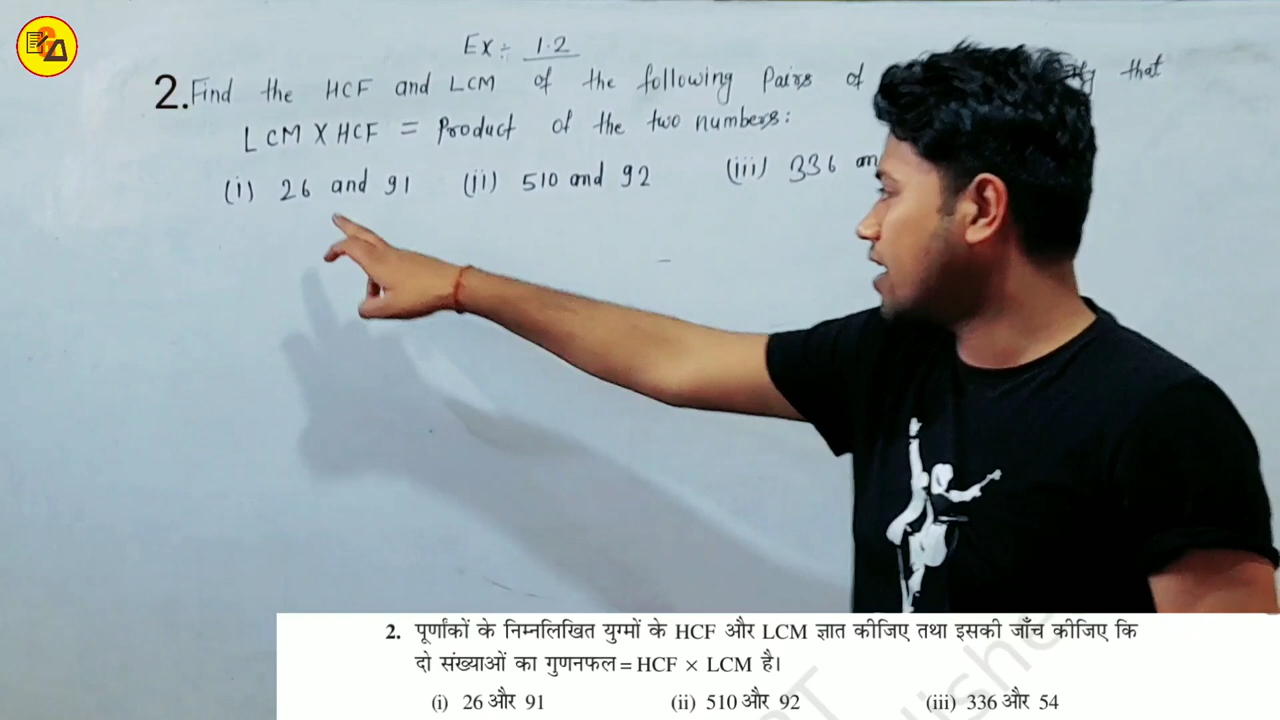 Ex ÷ 1.2
2. Find the HCF and LCM of the following Pairs of that
LCM X HCF = Product of the two numbers:
(i) 26 and 91 (ii) 510 and 92 (iii) 336
2. पूर्णांकों के निम्नलिखित युग्मों के HCF और LCM ज्ञात कीजिए तथा इसकी जाँच कीजिए कि
दो संख्याओं का गुणनफल = HCF × LCM है।
(i) 26 और 91 (ii) 510 और 92 (iii) 336 और 54